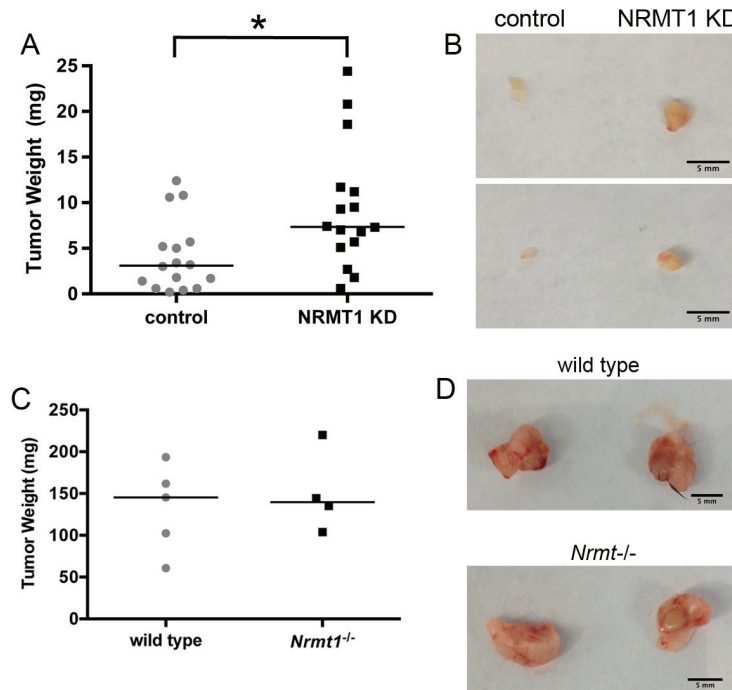 A
*
Tumor Weight (mg)
25
20
15
10
5
0
control
NRMT1 KD
B
control NRMT1 KD
5 mm
5 mm
C
Tumor Weight (mg)
250
200
150
100
50
0
wild type
Nrmt1-/-
D
wild type
5 mm
Nrmt-/-
5 mm